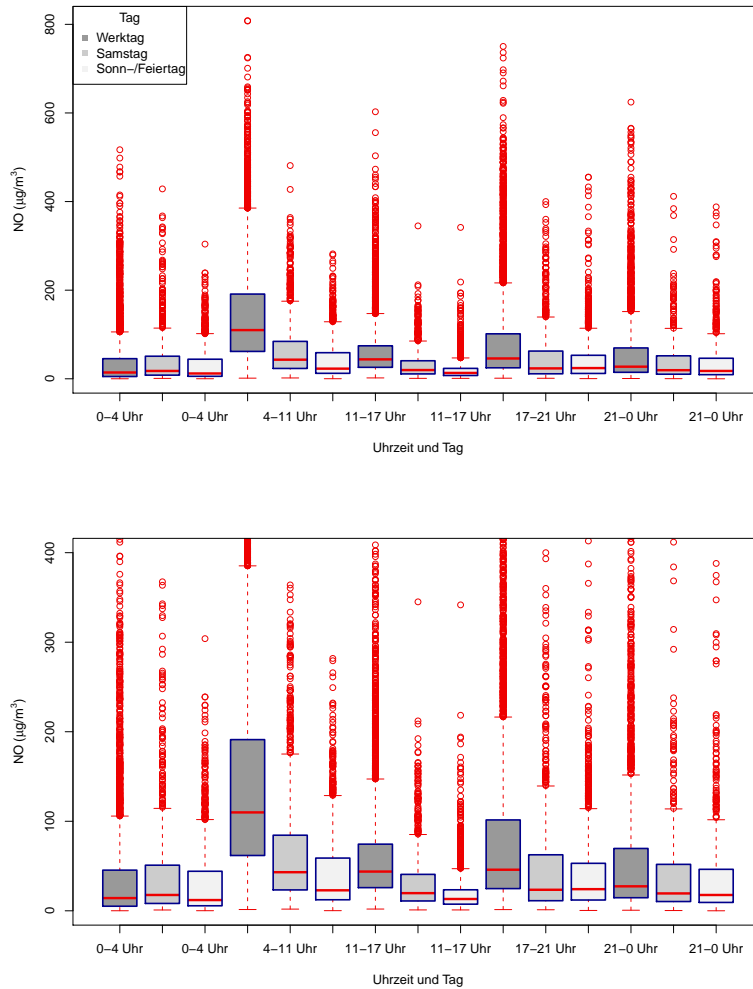 Tag
Werktag
Samstag
Sonn−/Feiertag
NO (µg/m³)
800
600
400
200
0
0−4 Uhr 0−4 Uhr 4−11 Uhr 11−17 Uhr 11−17 Uhr 17−21 Uhr 21−0 Uhr 21−0 Uhr
Uhrzeit und Tag
NO (µg/m³)
400
300
200
100
0
0−4 Uhr 0−4 Uhr 4−11 Uhr 11−17 Uhr 11−17 Uhr 17−21 Uhr 21−0 Uhr 21−0 Uhr
Uhrzeit und Tag